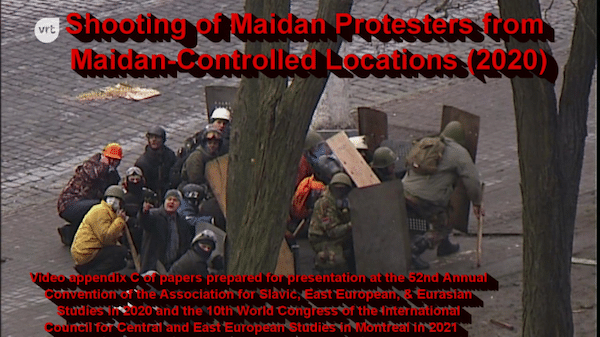 vrt
Shooting of Maidan Protesters from
Maidan-Controlled Locations (2020)
Video appendix C of papers prepared for presentation at the 52nd Annual
Convention of the Association for Slavic, East European, & Eurasian
Studies in 2020 and the 10th World Congress of the International
Council for Central and East European Studies in Montreal in 2021